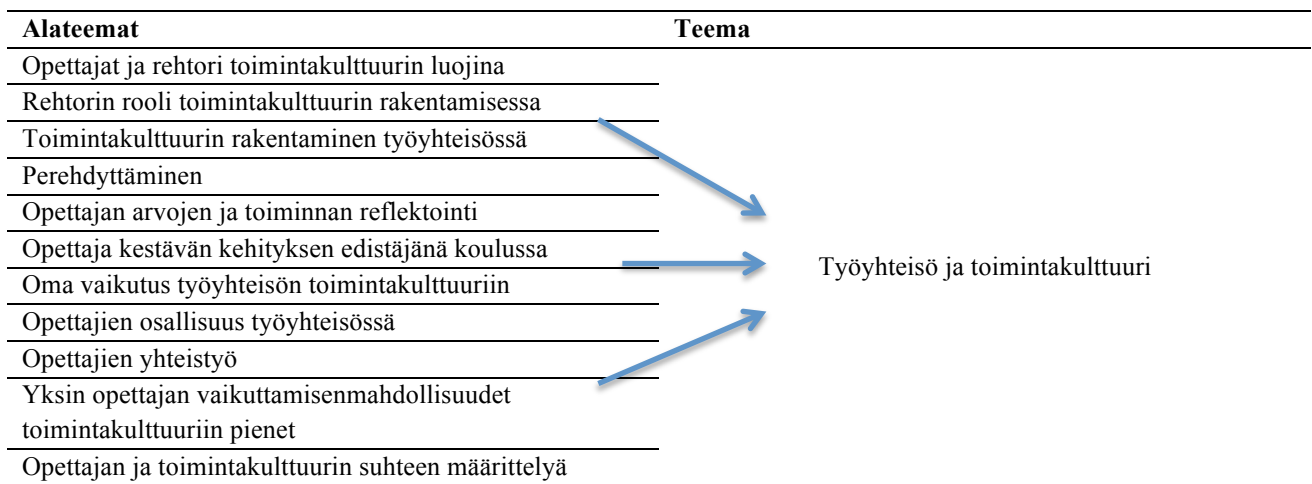 Alateemat Teema
Opettajat ja rehtori toimintakulttuurin luojina
Rehtorin rooli toimintakulttuurin rakentamisessa
Toimintakulttuurin rakentaminen työyhteisössä
Perehdyttäminen
Opettajan arvojen ja toiminnan reflektointi
Opettaja kestävän kehityksen edistäjänä koulussa
Työyhteisö ja toimintakulttuuri
Oma vaikutus työyhteisön toimintakulttuuriin
Opettajien osallisuus työyhteisössä
Opettajien yhteistyö
Yksin opettajan vaikuttamisenmahdollisuudet
toimintakulttuuriin pienet
Opettajan ja toimintakulttuurin suhteen määrittelyä